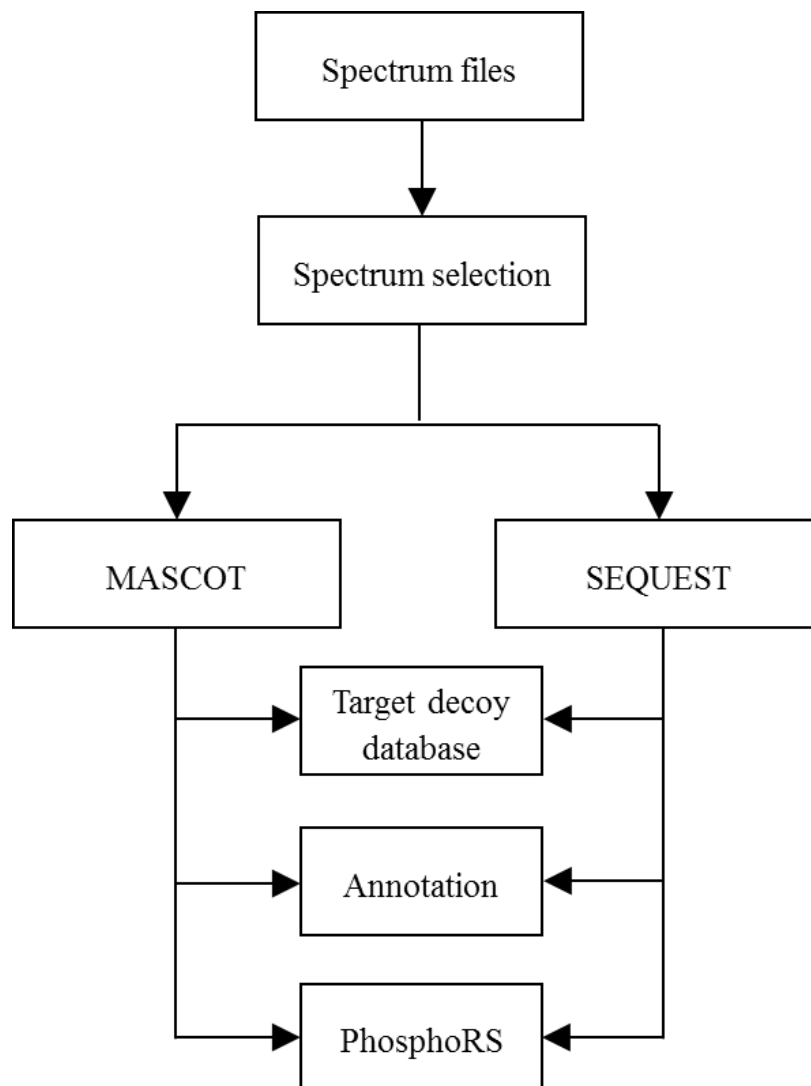 Spectrum files
Spectrum selection
MASCOT
SEQUEST
Target decoy
database
Annotation
PhosphoRS